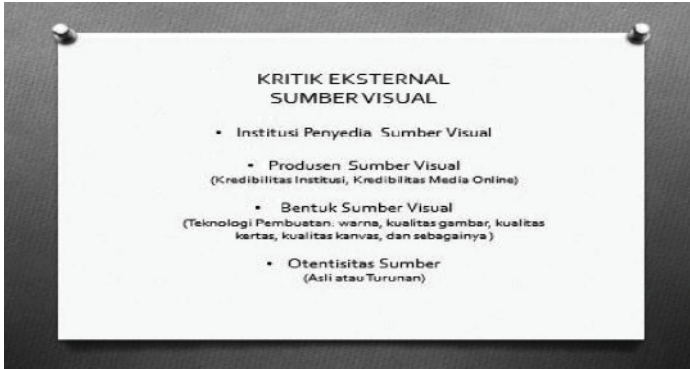 KRITIK EKSTERNAL
SUMBER VISUAL
• Institusi Penyedia Sumber Visual
• Produsen Sumber Visual
(Kredibilitas Institusi, Kredibilitas Media Online)
• Bentuk Sumber Visual
(Teknologi Pembuatan: warna, kualitas gambar, kualitas
kertas, kualitas kanvas, dan sebagainya)
• Otentisitas Sumber
(Asli atau Turunan)